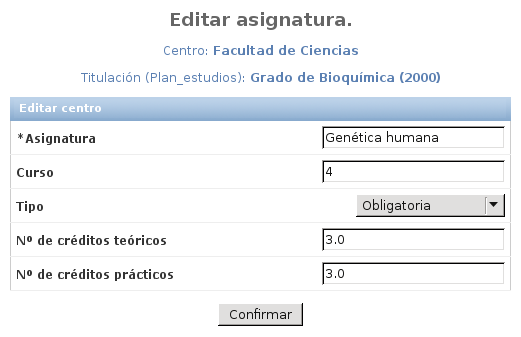 Editar asignatura.
Centro: Facultad de Ciencias
Titulación (Plan_estudios): Grado de Bioquímica (2000)
Editar centro
*Asignatura Genética humana
Curso 4
Tipo Obligatoria
Nº de créditos teóricos 3.0
Nº de créditos prácticos 3.0
Confirmar